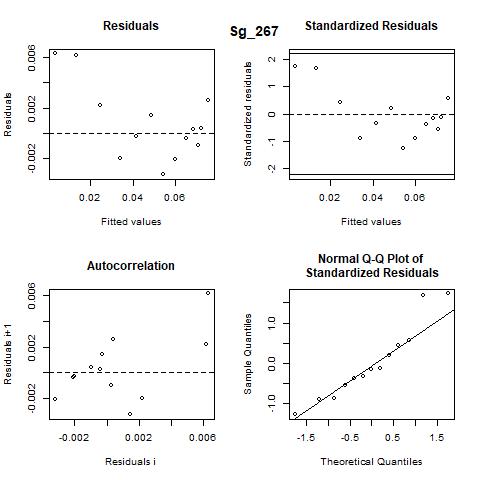 Sg_267
Residuals
Residuals
0.006
0.002
-0.002
0.02
0.04
0.06
Fitted values
Standardized Residuals
Standardized residuals
2
1
0
-1
-2
0.02
0.04
0.06
Fitted values
Autocorrelation
Residuals i+1
0.006
0.002
-0.002
-0.002
0.002
0.006
Residuals i
Normal Q-Q Plot of
Standardized Residuals
Sample Quantiles
1.0
0.0
-1.0
-1.5
-0.5
0.5
1.5
Theoretical Quantiles